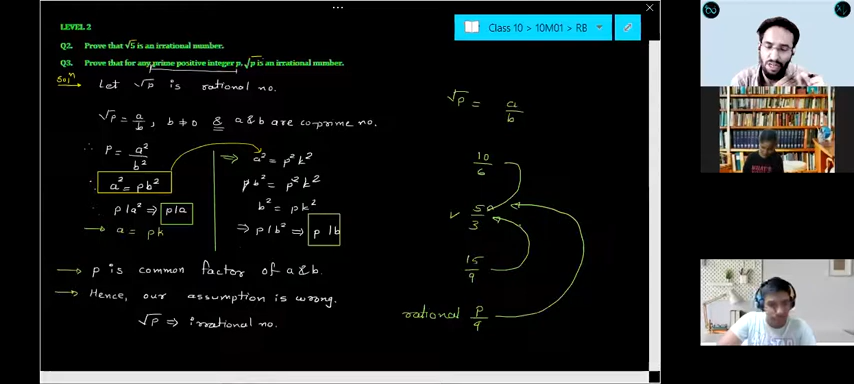 LEVEL 2
Q2. Prove that √5 is an irrational number.
Q3. Prove that for any prime positive integer p, √p is an irrational number.
Class 10 > 10M01 > RB
Solⁿ → Let √p is rational no.
√p = a/b, b ≠ 0 & a & b are co-prime no.
∴ P = a²/b²
∴ a² = pb²
∴ p|a² ⇒ p|a
→ a = pk
⇒ a² = p²k²
pb² = p²k²
b² = pk²
⇒ p|b² ⇒ p|b
→ p is common factor of a & b.
→ Hence, our assumption is wrong.
√p ⇒ irrational no.
√p = a/b
10/6
✓ 5/3
15/9
rational p/q